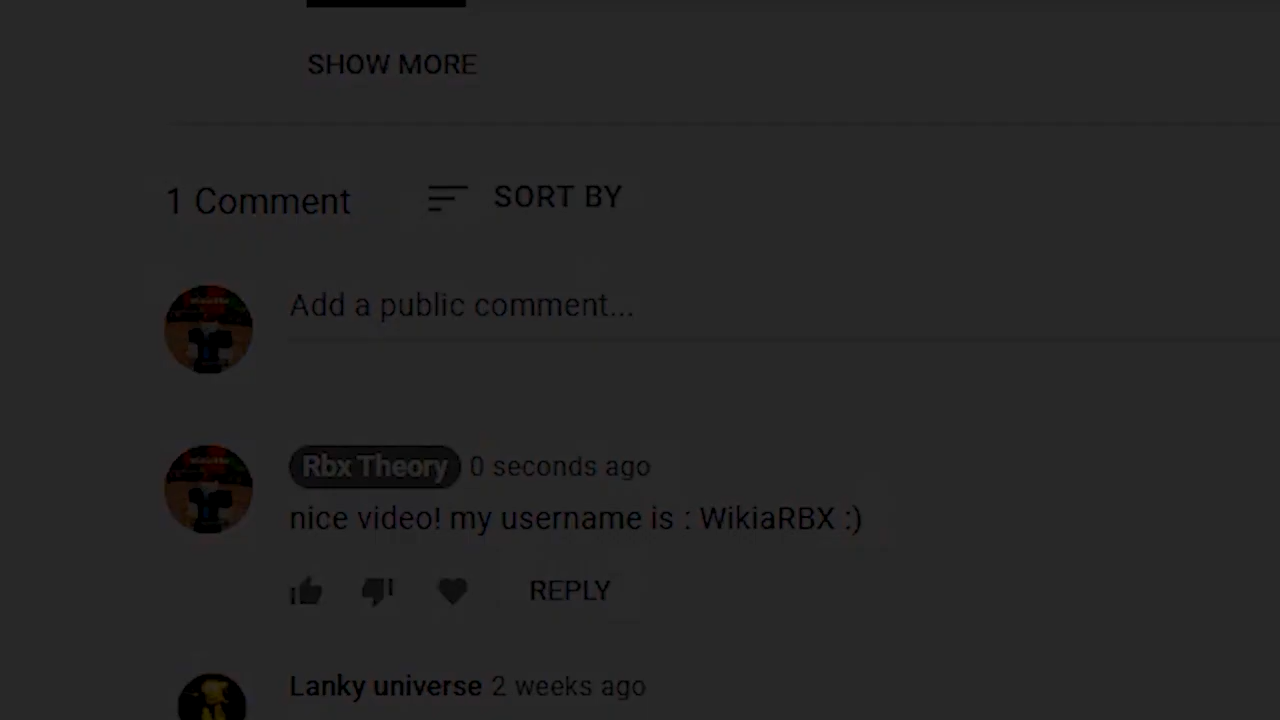 SHOW MORE
1 Comment
SORT BY
Add a public comment...
Rbx Theory 0 seconds ago
nice video! my username is : WikiaRBX :)
REPLY
Lanky universe 2 weeks ago